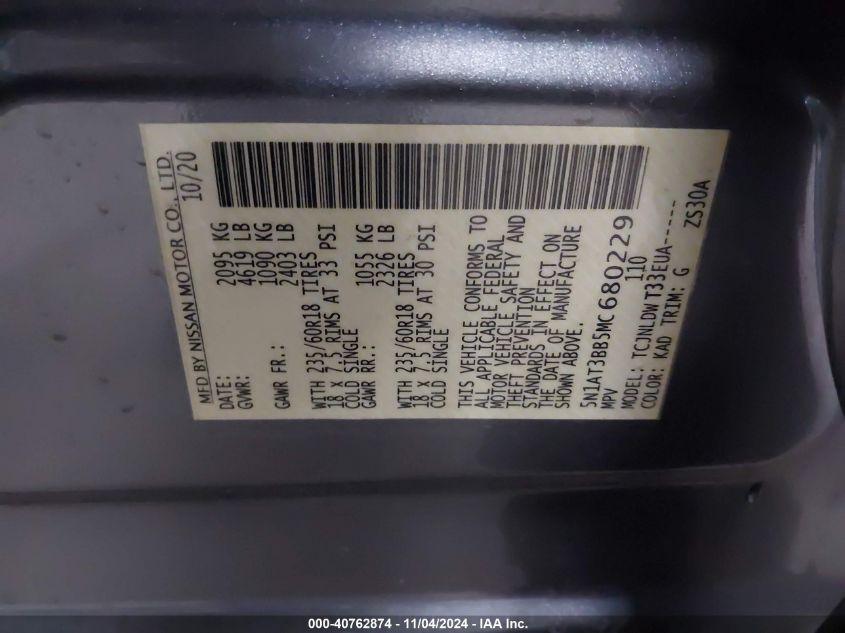 MFD BY NISSAN MOTOR CO., LTD.
DATE: 10/20
GVWR: 2095 KG
4619 LB
GAWR FR.: 1090 KG
2403 LB
WITH 235/60R18 TIRES
18 X 7.5 RIMS AT 33 PSI
COLD SINGLE
GAWR RR.: 1055 KG
2326 LB
WITH 235/60R18 TIRES
18 X 7.5 RIMS AT 30 PSI
COLD SINGLE
THIS VEHICLE CONFORMS TO
ALL APPLICABLE FEDERAL
MOTOR VEHICLE SAFETY AND
THEFT PREVENTION
STANDARDS IN EFFECT ON
THE DATE OF MANUFACTURE
SHOWN ABOVE.
5N1AT3BB5MC680229
MPV 110
MODEL: TCJNLDWT33EUA------
COLOR: KAD TRIM: G
ZS30A
000-40762874 - 11/04/2024 - IAA Inc.